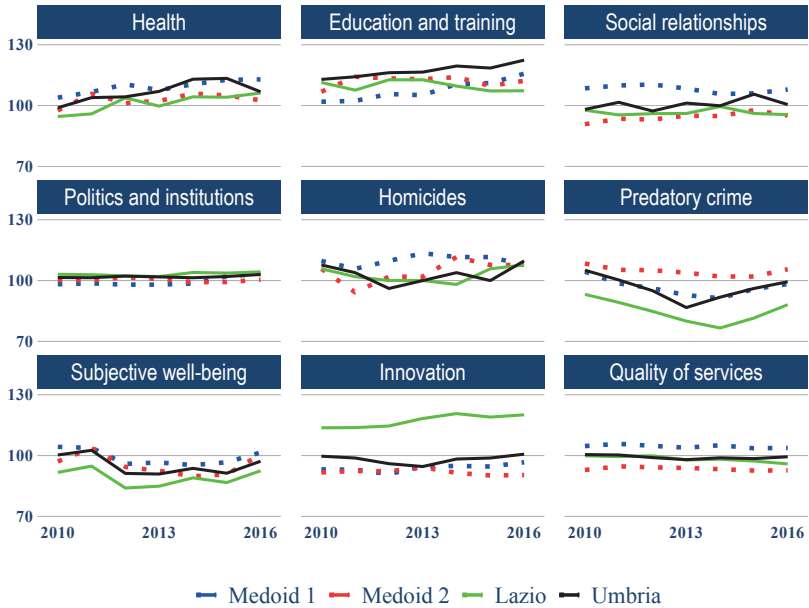 Health Education and training Social relationships
130
100
70
Politics and institutions Homicides Predatory crime
130
100
70
Subjective well-being Innovation Quality of services
130
100
70
2010 2013 2016 2010 2013 2016 2010 2013 2016
Medoid 1 Medoid 2 Lazio Umbria